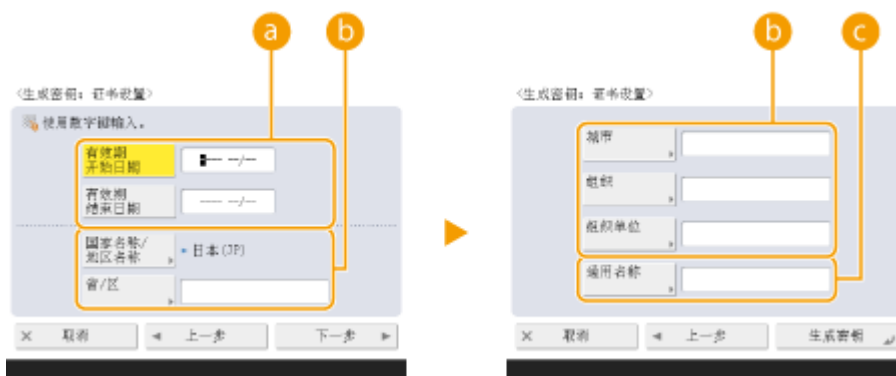 a
b
<生成密钥: 证书设置>
使用数字键输入。
有效期
开始日期
---- --/--
有效期
结束日期
---- --/--
国家名称/
地区名称
日本(JP)
省/区
× 取消
◀ 上一步
下一步 ▶
b
c
<生成密钥: 证书设置>
城市
组织
组织单位
通用名称
× 取消
◀ 上一步
生成密钥